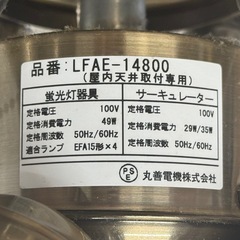 品番：LFAE-14800
(屋内天井取付専用)
蛍光灯器具
定格電圧 100V
定格消費電力 49W
定格周波数 50Hz/60Hz
適合ランプ EFA15形×4
サーキュレーター
定格電圧 100V
定格消費電力 29W/35W
定格周波数 50Hz/60Hz
PSE
丸善電機株式会社